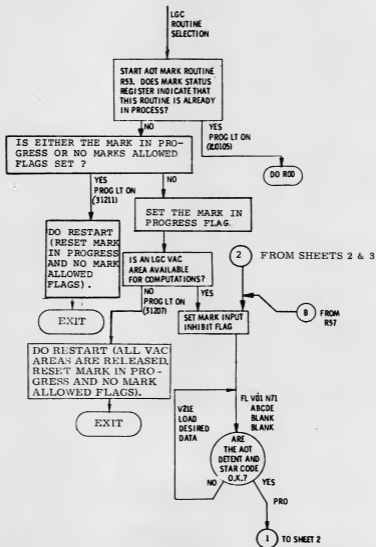 LGC
ROUTINE
SELECTION
START AOT MARK ROUTINE
R53. DOES MARK STATUS
REGISTER INDICATE THAT
THIS ROUTINE IS ALREADY
IN PROCESS?
NO
YES
PROG LT ON
DO R00
IS EITHER THE MARK IN PRO-
GRESS OR NO MARKS ALLOWED
FLAGS SET ?
YES
PROG LT ON
(31211)
NO
DO RESTART
(RESET MARK
IN PROGRESS
AND NO MARK
ALLOWED
FLAGS).
EXIT
SET THE MARK IN
PROGRESS FLAG.
IS AN LGC VAC
AREA AVAILABLE
FOR COMPUTATIONS?
NO
PROG LT ON
(31207)
YES
DO RESTART (ALL VAC
AREAS ARE RELEASED,
RESET MARK IN PRO-
GRESS AND NO MARK
ALLOWED FLAGS).
EXIT
2 FROM SHEETS 2 & 3
SET MARK INPUT
INHIBIT FLAG
B FROM
R57
V21E
LOAD
DESIRED
DATA
FL V01 N71
ABCDE
BLANK
BLANK
ARE
THE AOT
DETENT AND
STAR CODE
O.K.?
NO
YES
PRO
1 TO SHEET 2